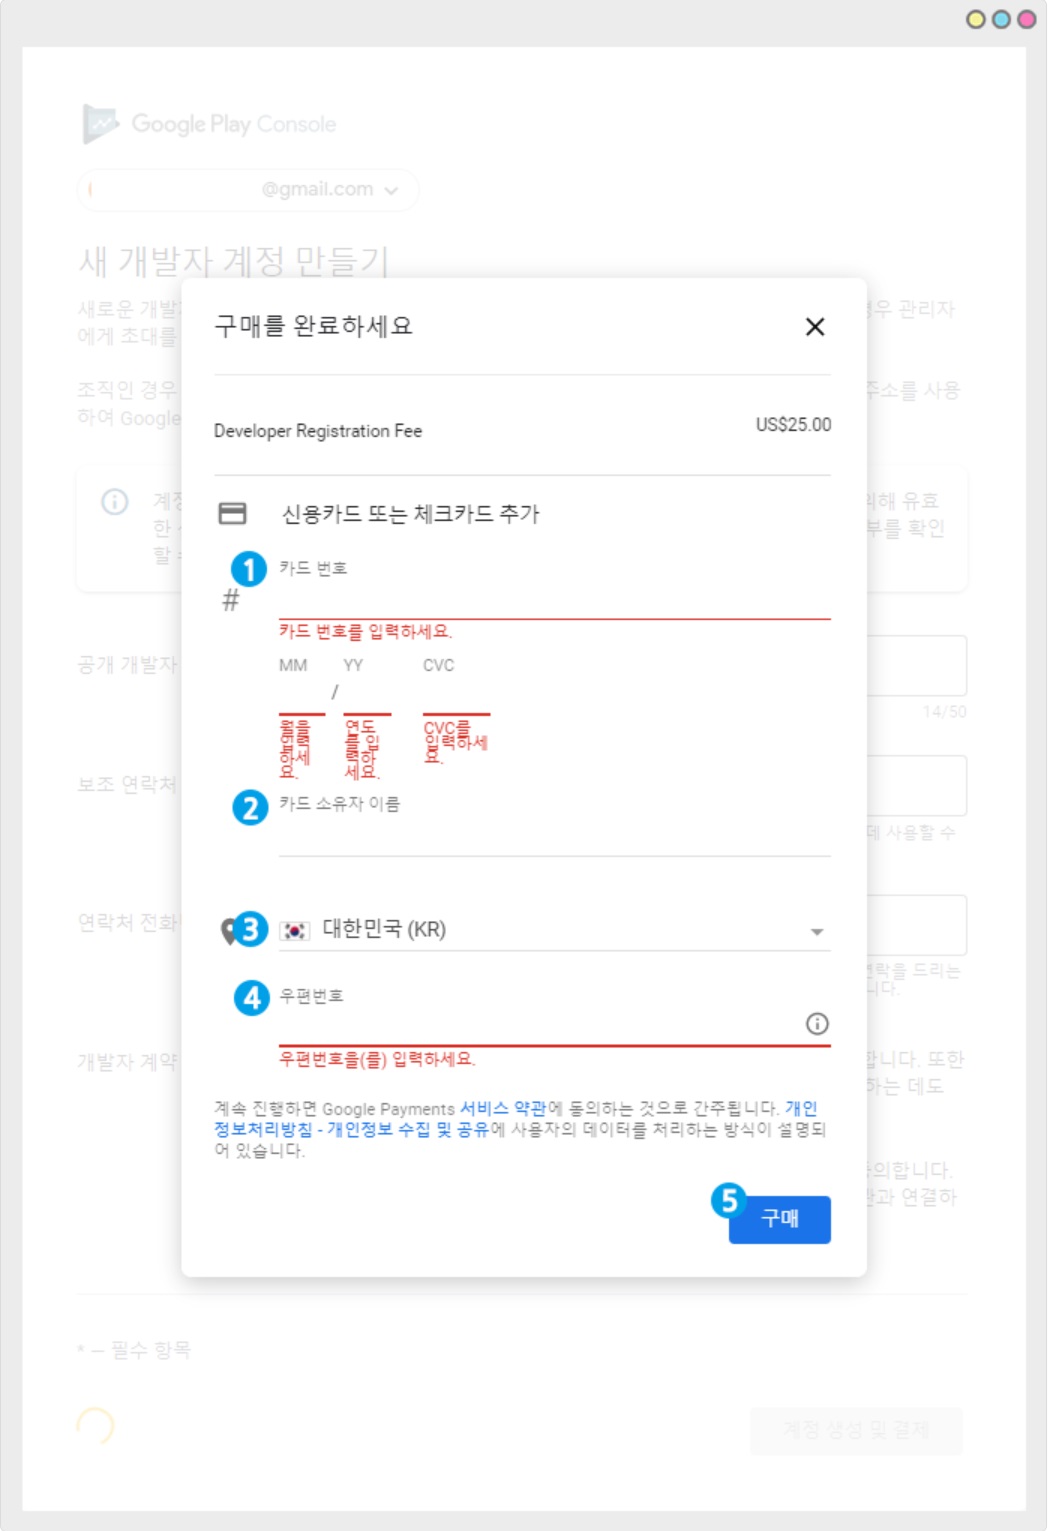 Google Play Console
@gmail.com
새 개발자 계정 만들기
새로운 개발
경우 관리자
에게 초대를
조직인 경우
주소를 사용
하여 Google
구매를 완료하세요
Developer Registration Fee
US$25.00
신용카드 또는 체크카드 추가
계정
위해 유효
한
부를 확인
할 수
1
카드 번호
#
카드 번호를 입력하세요.
MM
YY
CVC
/
월을
입력
하세
요.
연도
를 입
력하
세요.
CVC를
입력하세
요.
공개 개발자
14/50
보조 연락처
데 사용할 수
2
카드 소유자 이름
연락처 전화
연락을 드리는
니다.
3
대한민국 (KR)
4
우편번호
우편번호을(를) 입력하세요.
개발자 계약
합니다. 또한
하는 데도
계속 진행하면 Google Payments 서비스 약관에 동의하는 것으로 간주됩니다. 개인
정보처리방침 - 개인정보 수집 및 공유에 사용자의 데이터를 처리하는 방식이 설명되
어 있습니다.
동의합니다.
관과 연결하
5
구매
* – 필수 항목
계정 생성 및 결제